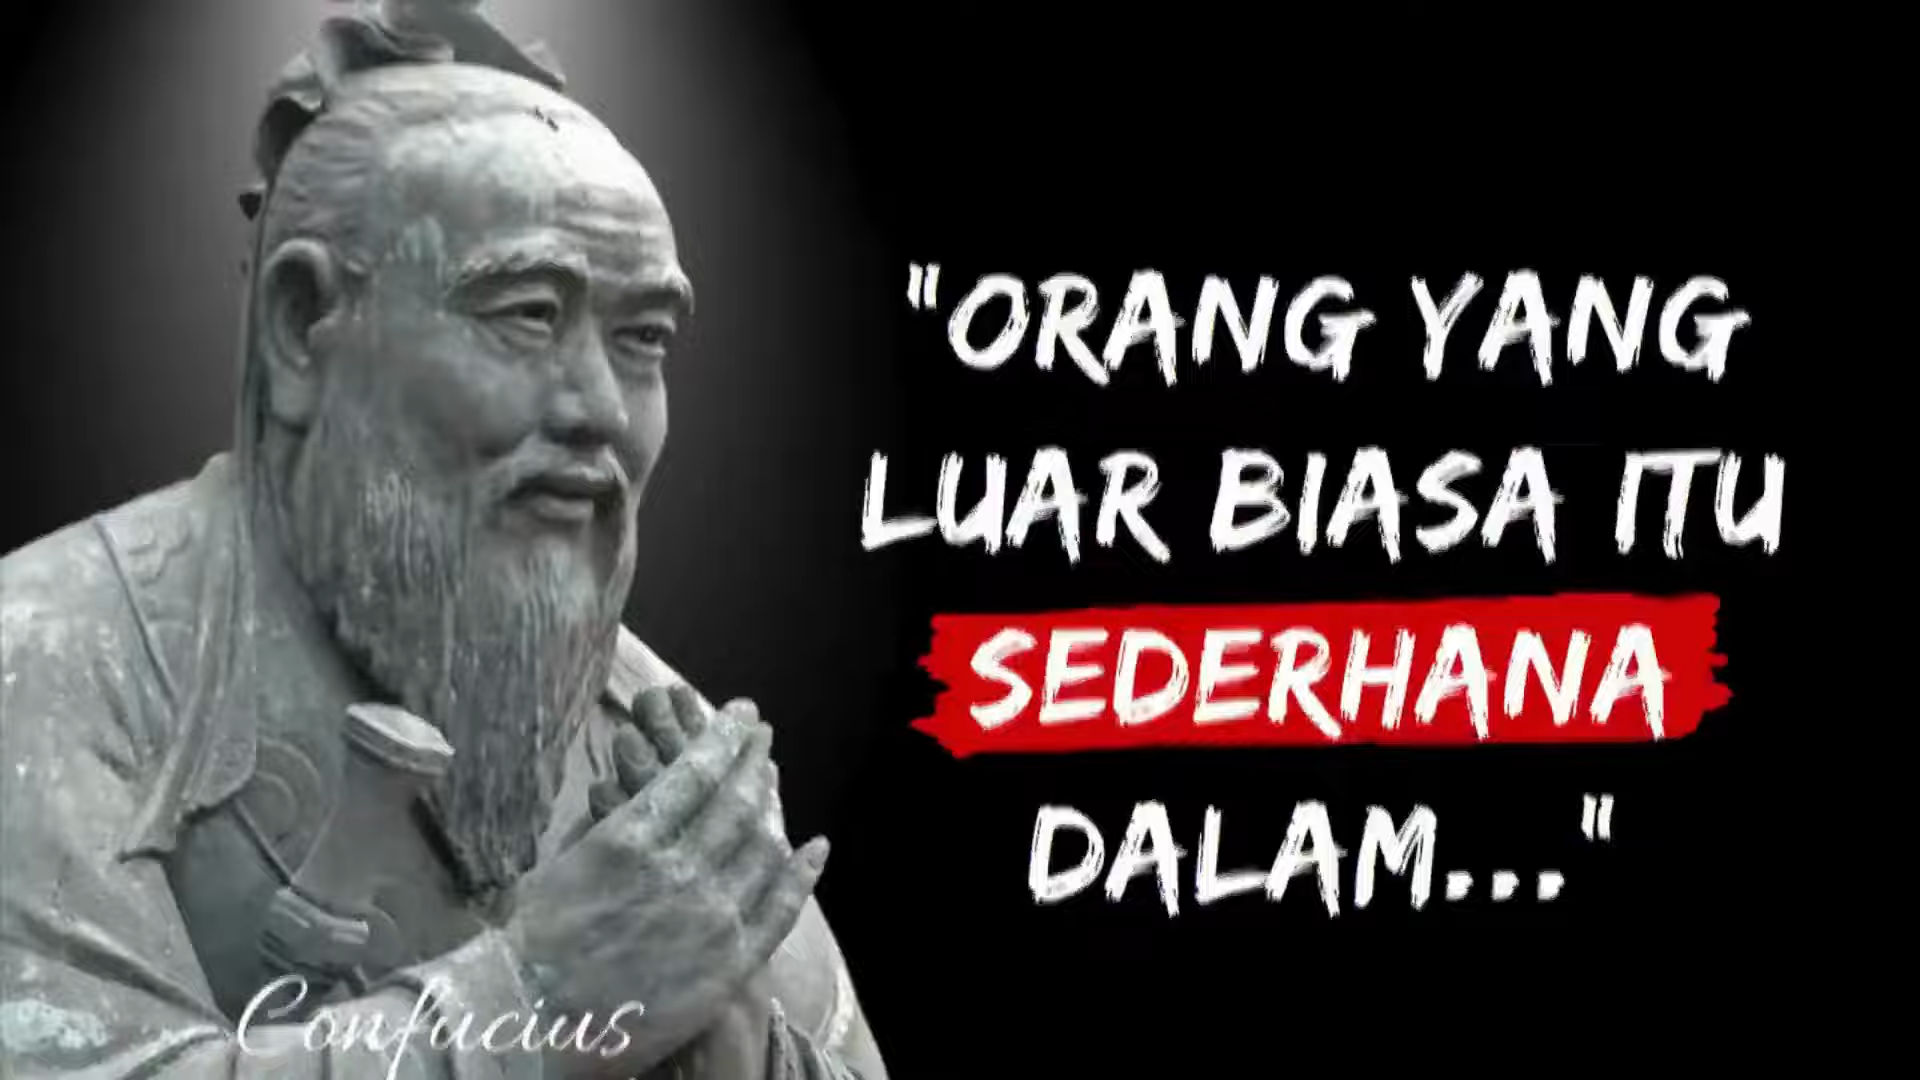 "ORANG YANG
LUAR BIASA ITU
SEDERHANA
DALAM..."
Confucius